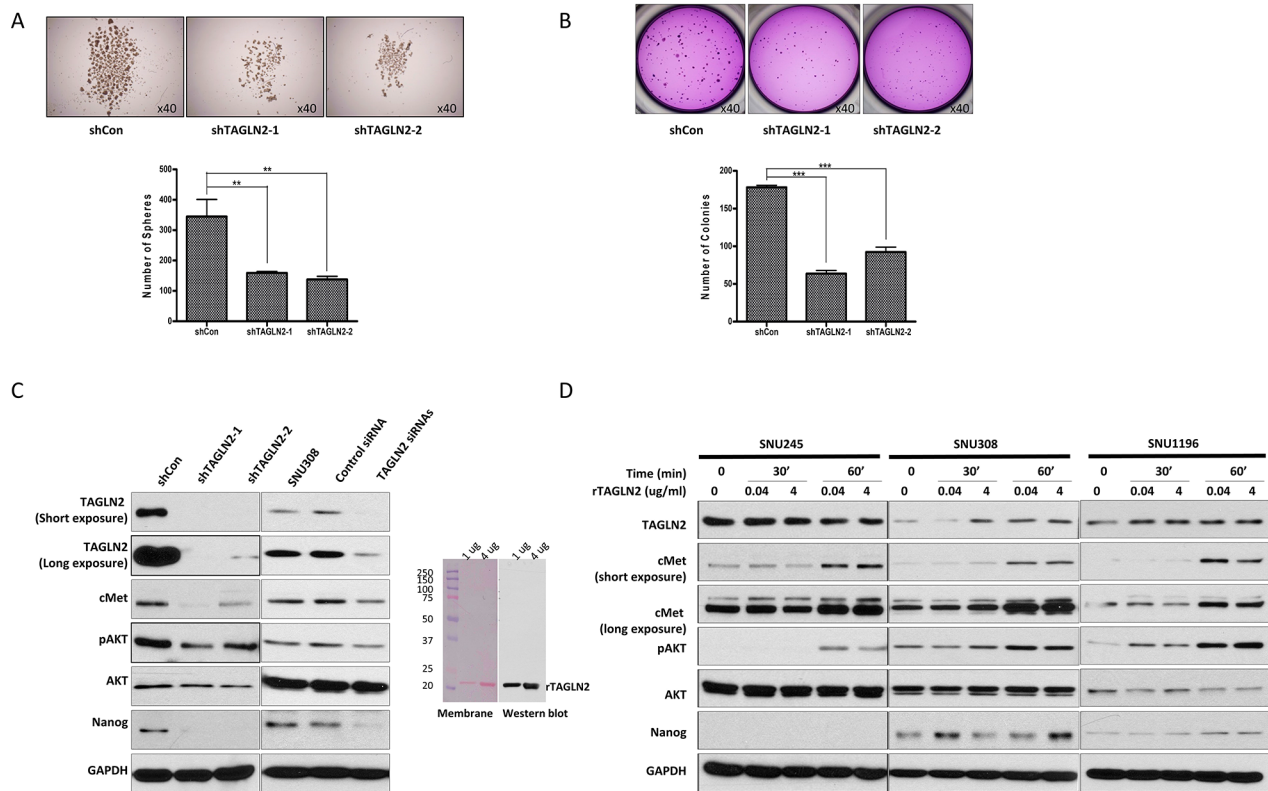 A
x40
x40
x40
shCon
shTAGLN2-1
shTAGLN2-2
500
400
300
200
100
0
Number of Spheres
**
**
shCon
shTAGLN2-1
shTAGLN2-2
B
x40
x40
x40
shCon
shTAGLN2-1
shTAGLN2-2
200
150
100
50
0
Number of Colonies
***
***
shCon
shTAGLN2-1
shTAGLN2-2
C
shCon
shTAGLN2-1
shTAGLN2-2
SNU308
Control siRNA
TAGLN2 siRNAs
TAGLN2
(Short exposure)
TAGLN2
(Long exposure)
cMet
pAKT
AKT
Nanog
GAPDH
1 ug
4 ug
1 ug
4 ug
250
150
100
75
50
37
25
20
rTAGLN2
Membrane
Western blot
D
SNU245
SNU308
SNU1196
Time (min)
0 30' 60' 0 30' 60' 0 30' 60'
rTAGLN2 (ug/ml)
0 0.04 4 0.04 4 0 0.04 4 0.04 4 0 0.04 4 0.04 4
TAGLN2
cMet
(short exposure)
cMet
(long exposure)
pAKT
AKT
Nanog
GAPDH